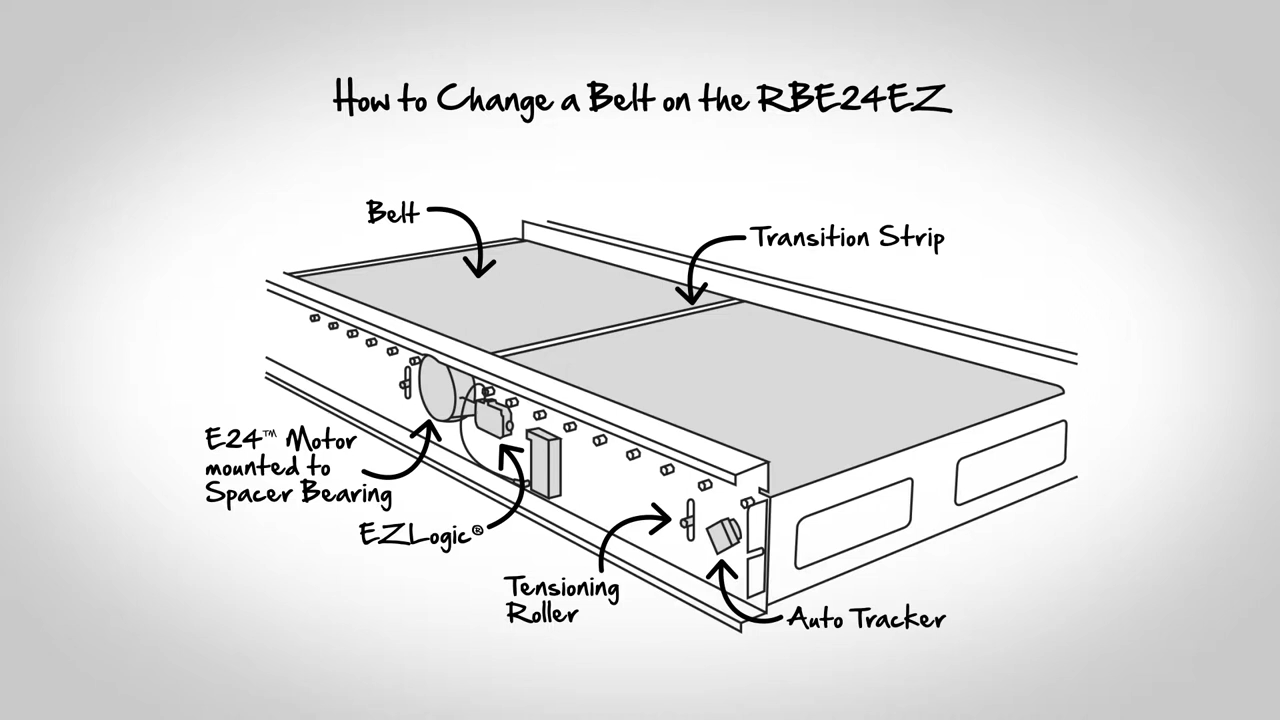 How to Change a Belt on the RBE24EZ
Belt
Transition Strip
E24™ Motor
mounted to
Spacer Bearing
EZLogic®
Tensioning
Roller
Auto Tracker